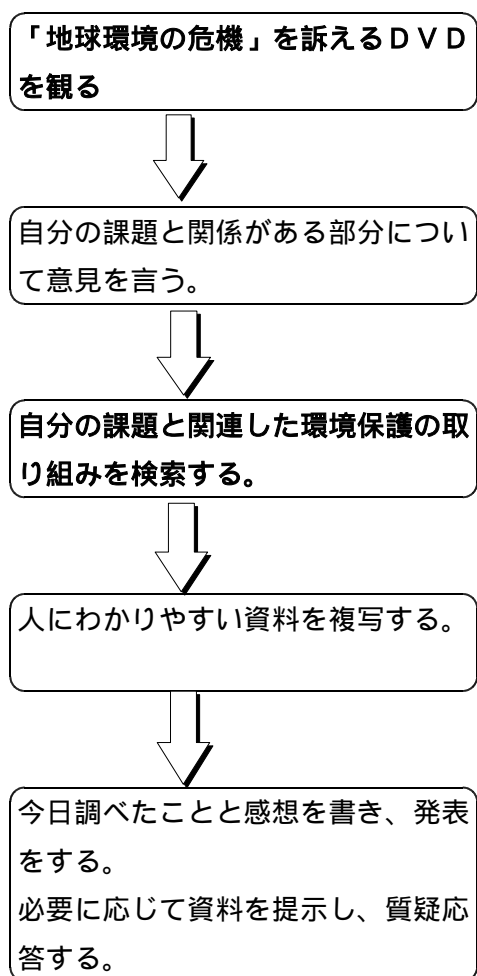 「地球環境の危機」を訴えるＤＶＤ
を観る
自分の課題と関係がある部分につい
て意見を言う。
自分の課題と関連した環境保護の取
り組みを検索する。
人にわかりやすい資料を複写する。
今日調べたことと感想を書き、発表
をする。
必要に応じて資料を提示し、質疑応
答する。